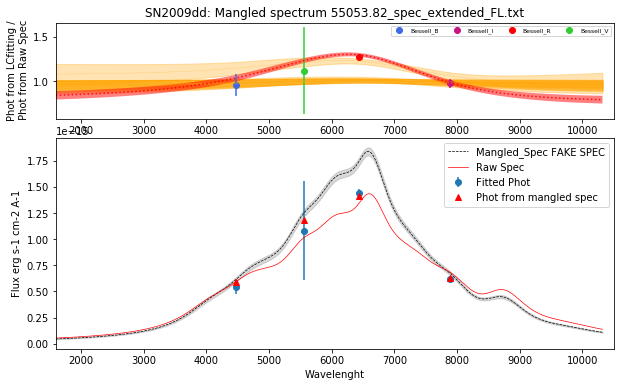 SN2009dd: Mangled spectrum 55053.82_spec_extended_FL.txt
Phot from LCfitting /
Phot from Raw Spec
1.5
1.0
Bessell_B
Bessell_I
Bessell_R
Bessell_V
2000 3000 4000 5000 6000 7000 8000 9000 10000
Flux erg s-1 cm-2 A-1
1.75
1.50
1.25
1.00
0.75
0.50
0.25
0.00
Mangled_Spec FAKE SPEC
Raw Spec
Fitted Phot
Phot from mangled spec
2000 3000 4000 5000 6000 7000 8000 9000 10000
Wavelenght